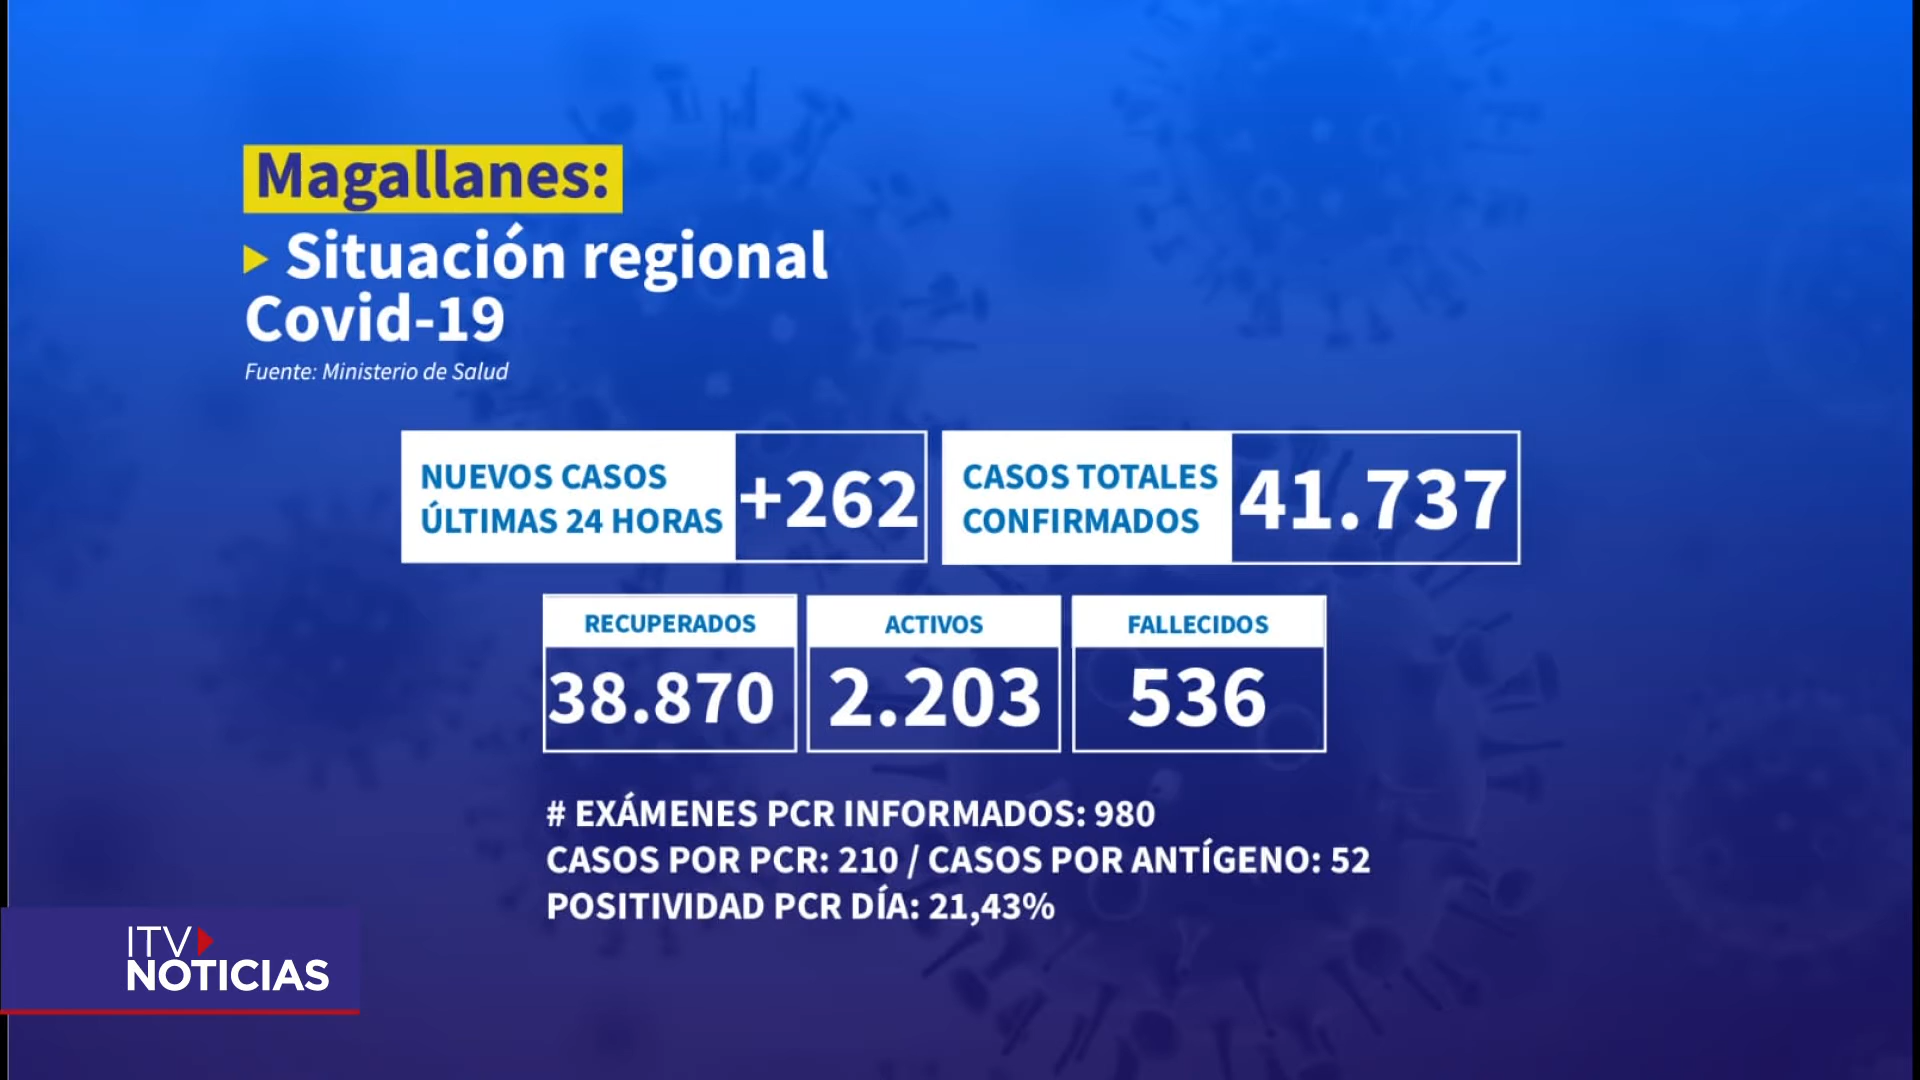 Magallanes:
Situación regional
Covid-19
Fuente: Ministerio de Salud
NUEVOS CASOS
ÚLTIMAS 24 HORAS
+262
CASOS TOTALES
CONFIRMADOS
41.737
RECUPERADOS
38.870
ACTIVOS
2.203
FALLECIDOS
536
# EXÁMENES PCR INFORMADOS: 980
CASOS POR PCR: 210 / CASOS POR ANTÍGENO: 52
POSITIVIDAD PCR DÍA: 21,43%
ITV
NOTICIAS